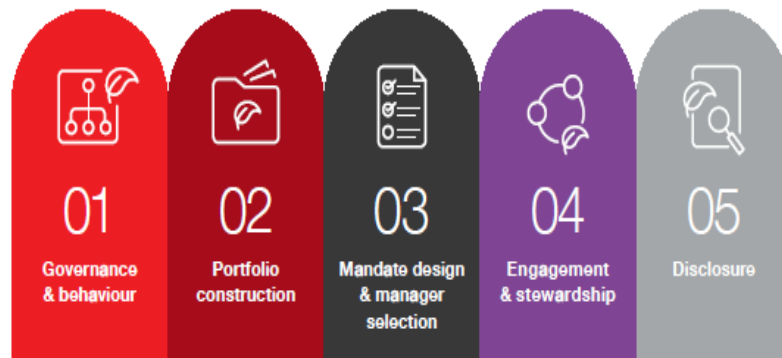 01
Governance
& behaviour
02
Portfolio
construction
03
Mandate design
& manager
selection
04
Engagement
& stewardship
05
Disclosure